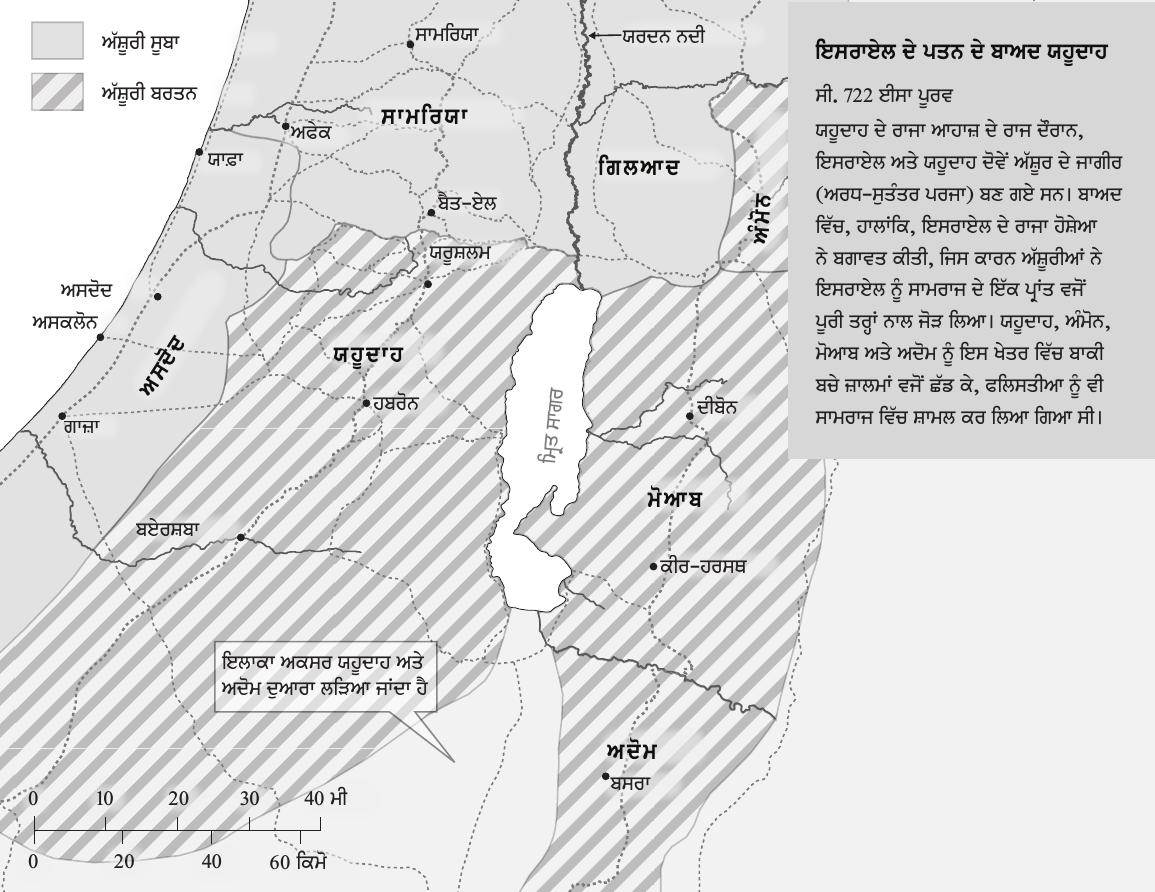 ਅੱਸ਼ੂਰੀ ਸੂਬਾ
ਅੱਸ਼ੂਰੀ ਬਰਤਨ
ਸਾਮਰਿਯਾ
ਯਰਦਨ ਨਦੀ
ਸਾਮਰਿਯਾ
ਅਫੇਕ
ਯਾਫ਼ਾ
ਗਿਲਆਦ
ਅੰਮੋਨ
ਬੈਤ-ਏਲ
ਯਰੂਸ਼ਲਮ
ਅਸਦੋਦ
ਅਸਕਲੋਨ
ਅਸਦੋਦ
ਯਹੂਦਾਹ
ਹਬਰੋਨ
ਗਾਜ਼ਾ
ਮ੍ਰਿਤ ਸਾਗਰ
ਦੀਬੋਨ
ਮੋਆਬ
ਬਏਰਸ਼ਬਾ
ਕੀਰ-ਹਰਸਥ
ਇਲਾਕਾ ਅਕਸਰ ਯਹੂਦਾਹ ਅਤੇ
ਅਦੋਮ ਦੁਆਰਾ ਲੜਿਆ ਜਾਂਦਾ ਹੈ
ਅਦੋਮ
ਬਸਰਾ
0 10 20 30 40 ਮੀ
0 20 40 60 ਕਿਮੋ
ਇਸਰਾਏਲ ਦੇ ਪਤਨ ਦੇ ਬਾਅਦ ਯਹੂਦਾਹ
ਸੀ. 722 ਈਸਾ ਪੂਰਵ
ਯਹੂਦਾਹ ਦੇ ਰਾਜਾ ਆਹਾਜ਼ ਦੇ ਰਾਜ ਦੌਰਾਨ,
ਇਸਰਾਏਲ ਅਤੇ ਯਹੂਦਾਹ ਦੋਵੇਂ ਅੱਸ਼ੂਰ ਦੇ ਜਾਗੀਰ
(ਅਰਧ-ਸੁਤੰਤਰ ਪਰਜਾ) ਬਣ ਗਏ ਸਨ। ਬਾਅਦ
ਵਿੱਚ, ਹਾਲਾਂਕਿ, ਇਸਰਾਏਲ ਦੇ ਰਾਜਾ ਹੋਸ਼ੇਆ
ਨੇ ਬਗਾਵਤ ਕੀਤੀ, ਜਿਸ ਕਾਰਨ ਅੱਸ਼ੂਰੀਆਂ ਨੇ
ਇਸਰਾਏਲ ਨੂੰ ਸਾਮਰਾਜ ਦੇ ਇੱਕ ਪ੍ਰਾਂਤ ਵਜੋਂ
ਪੂਰੀ ਤਰ੍ਹਾਂ ਨਾਲ ਜੋੜ ਲਿਆ। ਯਹੂਦਾਹ, ਅੰਮੋਨ,
ਮੋਆਬ ਅਤੇ ਅਦੋਮ ਨੂੰ ਇਸ ਖੇਤਰ ਵਿੱਚ ਬਾਕੀ
ਬਚੇ ਜ਼ਾਲਮਾਂ ਵਜੋਂ ਛੱਡ ਕੇ, ਫਲਿਸਤੀਆ ਨੂੰ ਵੀ
ਸਾਮਰਾਜ ਵਿੱਚ ਸ਼ਾਮਲ ਕਰ ਲਿਆ ਗਿਆ ਸੀ।